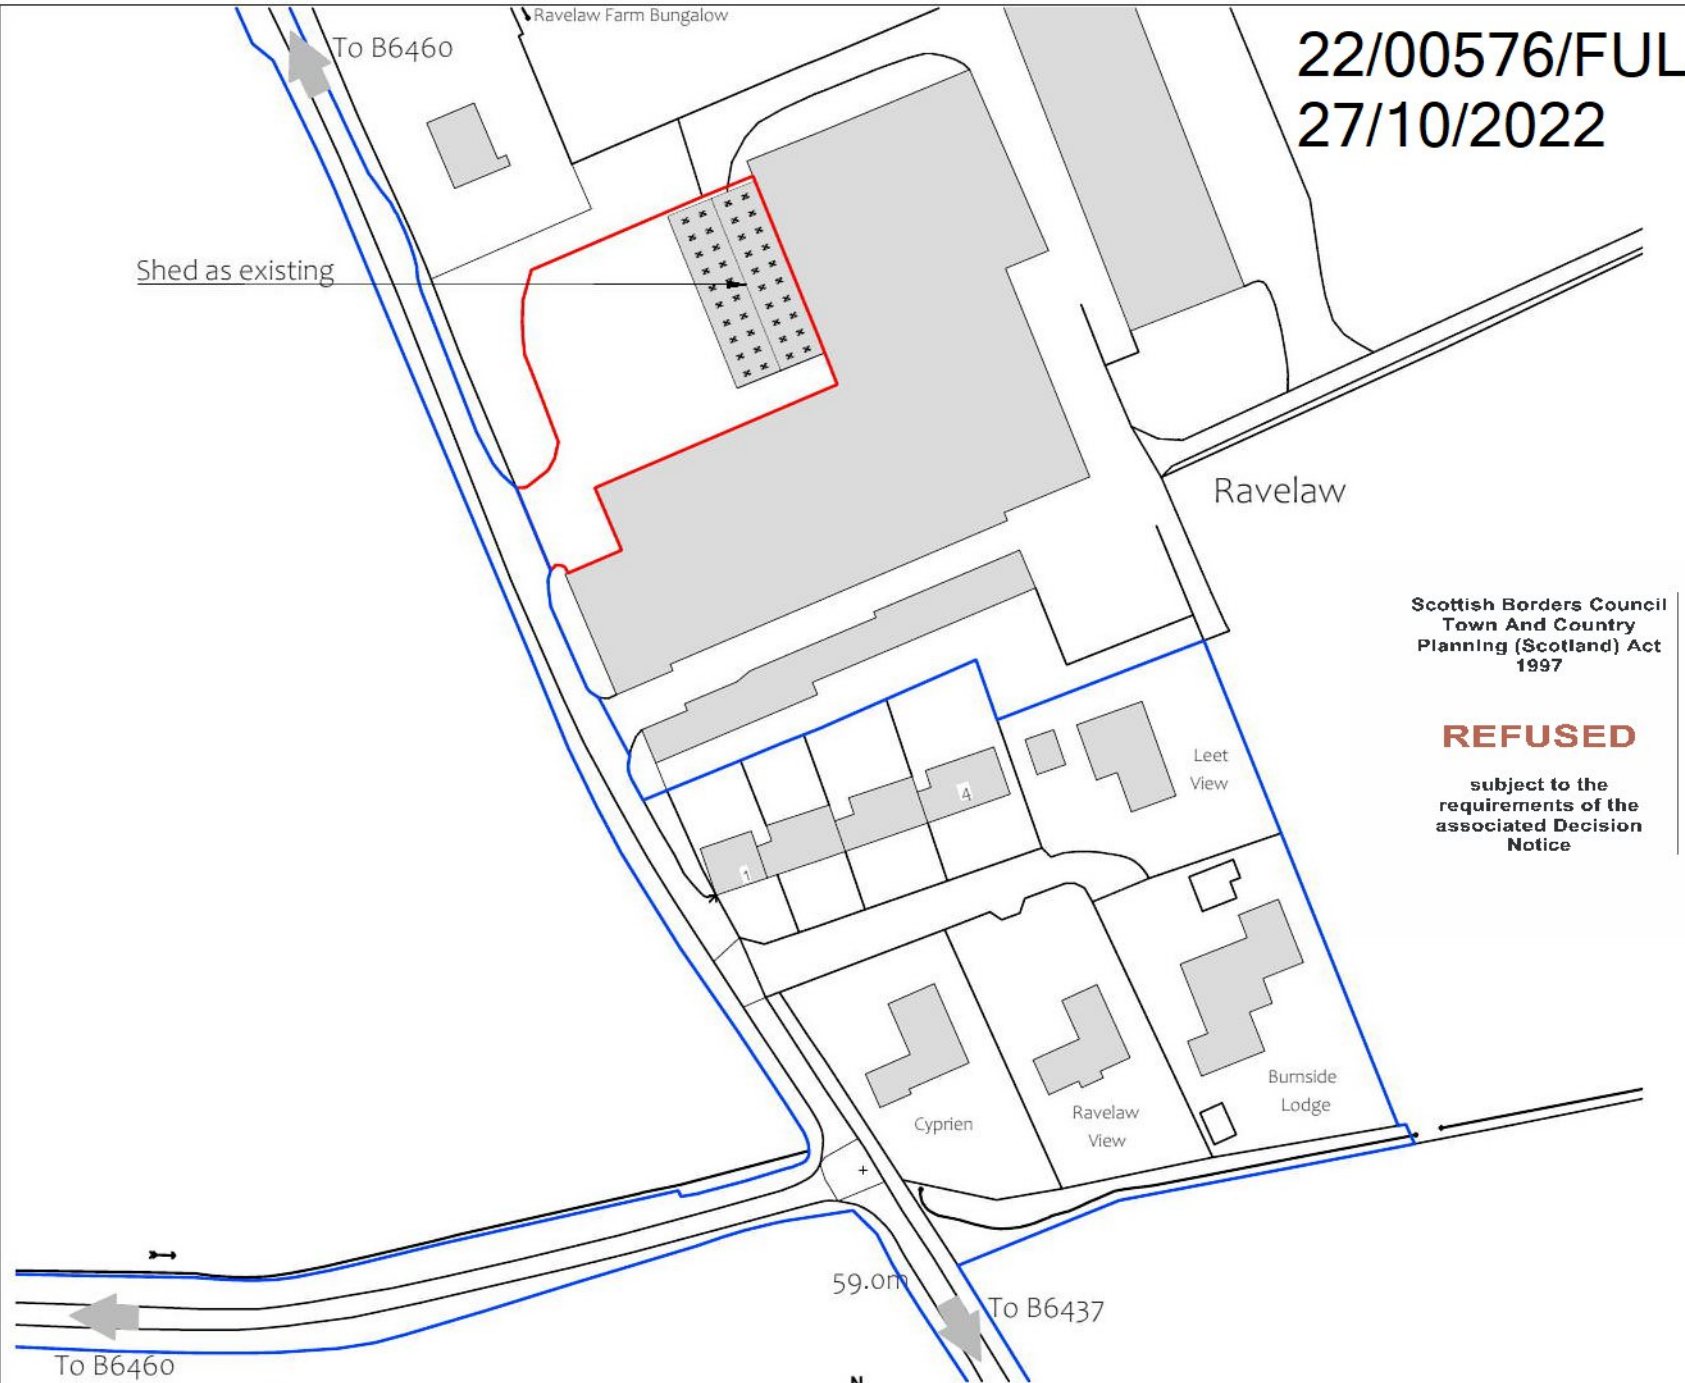 Ravelaw Farm Bungalow
To B6460
22/00576/FUL
27/10/2022
Shed as existing
Ravelaw
Scottish Borders Council
Town And Country
Planning (Scotland) Act
1997
REFUSED
subject to the
requirements of the
associated Decision
Notice
Leet
View
4
1
Burnside
Lodge
Ravelaw
View
Cyprien
59.0m
To B6437
To B6460
N